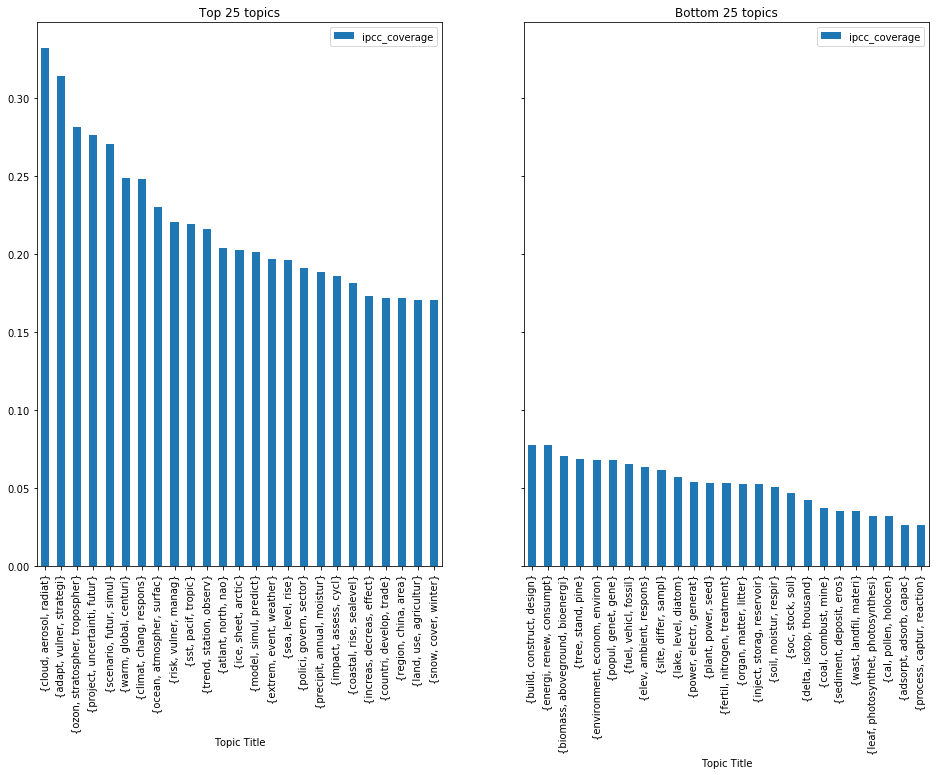 Top 25 topics
ipcc_coverage
0.30
0.25
0.20
0.15
0.10
0.05
0.00
{cloud, aerosol, radiat}
{adapt, vulner, strategi}
{ozon, stratospher, tropospher}
{project, uncertainti, futur}
{scenario, futur, simul}
{warm, global, centuri}
{climat, chang, respons}
{ocean, atmospher, surfac}
{risk, vulner, manag}
{sst, pacif, tropic}
{trend, station, observ}
{atlant, north, nao}
{ice, sheet, arctic}
{model, simul, predict}
{extrem, event, weather}
{sea, level, rise}
{polici, govern, sector}
{precipit, annual, moistur}
{impact, assess, cycl}
{coastal, rise, sealevel}
{increas, decreas, effect}
{countri, develop, trade}
{region, china, area}
{land, use, agricultur}
{snow, cover, winter}
Topic Title
Bottom 25 topics
ipcc_coverage
{build, construct, design}
{energi, renew, consumpt}
{biomass, aboveground, bioenergi}
{tree, stand, pine}
{environment, econom, environ}
{popul, genet, gene}
{fuel, vehicl, fossil}
{elev, ambient, respons}
{site, differ, sampl}
{lake, level, diatom}
{power, electr, generat}
{plant, power, seed}
{fertil, nitrogen, treatment}
{organ, matter, litter}
{inject, storag, reservoir}
{soil, moistur, respir}
{soc, stock, soil}
{delta, isotop, thousand}
{coal, combust, mine}
{sediment, deposit, eros}
{wast, landfil, materi}
{leaf, photosynthet, photosynthesi}
{cal, pollen, holocen}
{adsorpt, adsorb, capac}
{process, captur, reaction}
Topic Title